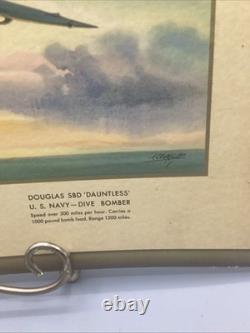 DOUGLAS SBD 'DAUNTLESS'
U. S. NAVY—DIVE BOMBER
Speed over 300 miles per hour. Carries a
1000 pound bomb load. Range 1200 miles.